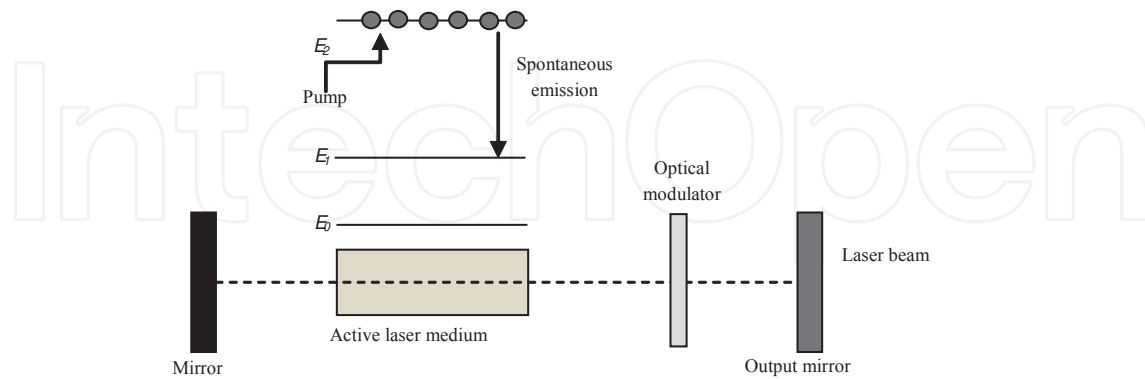 E2
Spontaneous
emission
Pump
IntechOpen
E1
Optical
modulator
E0
Laser beam
Active laser medium
Mirror
Output mirror